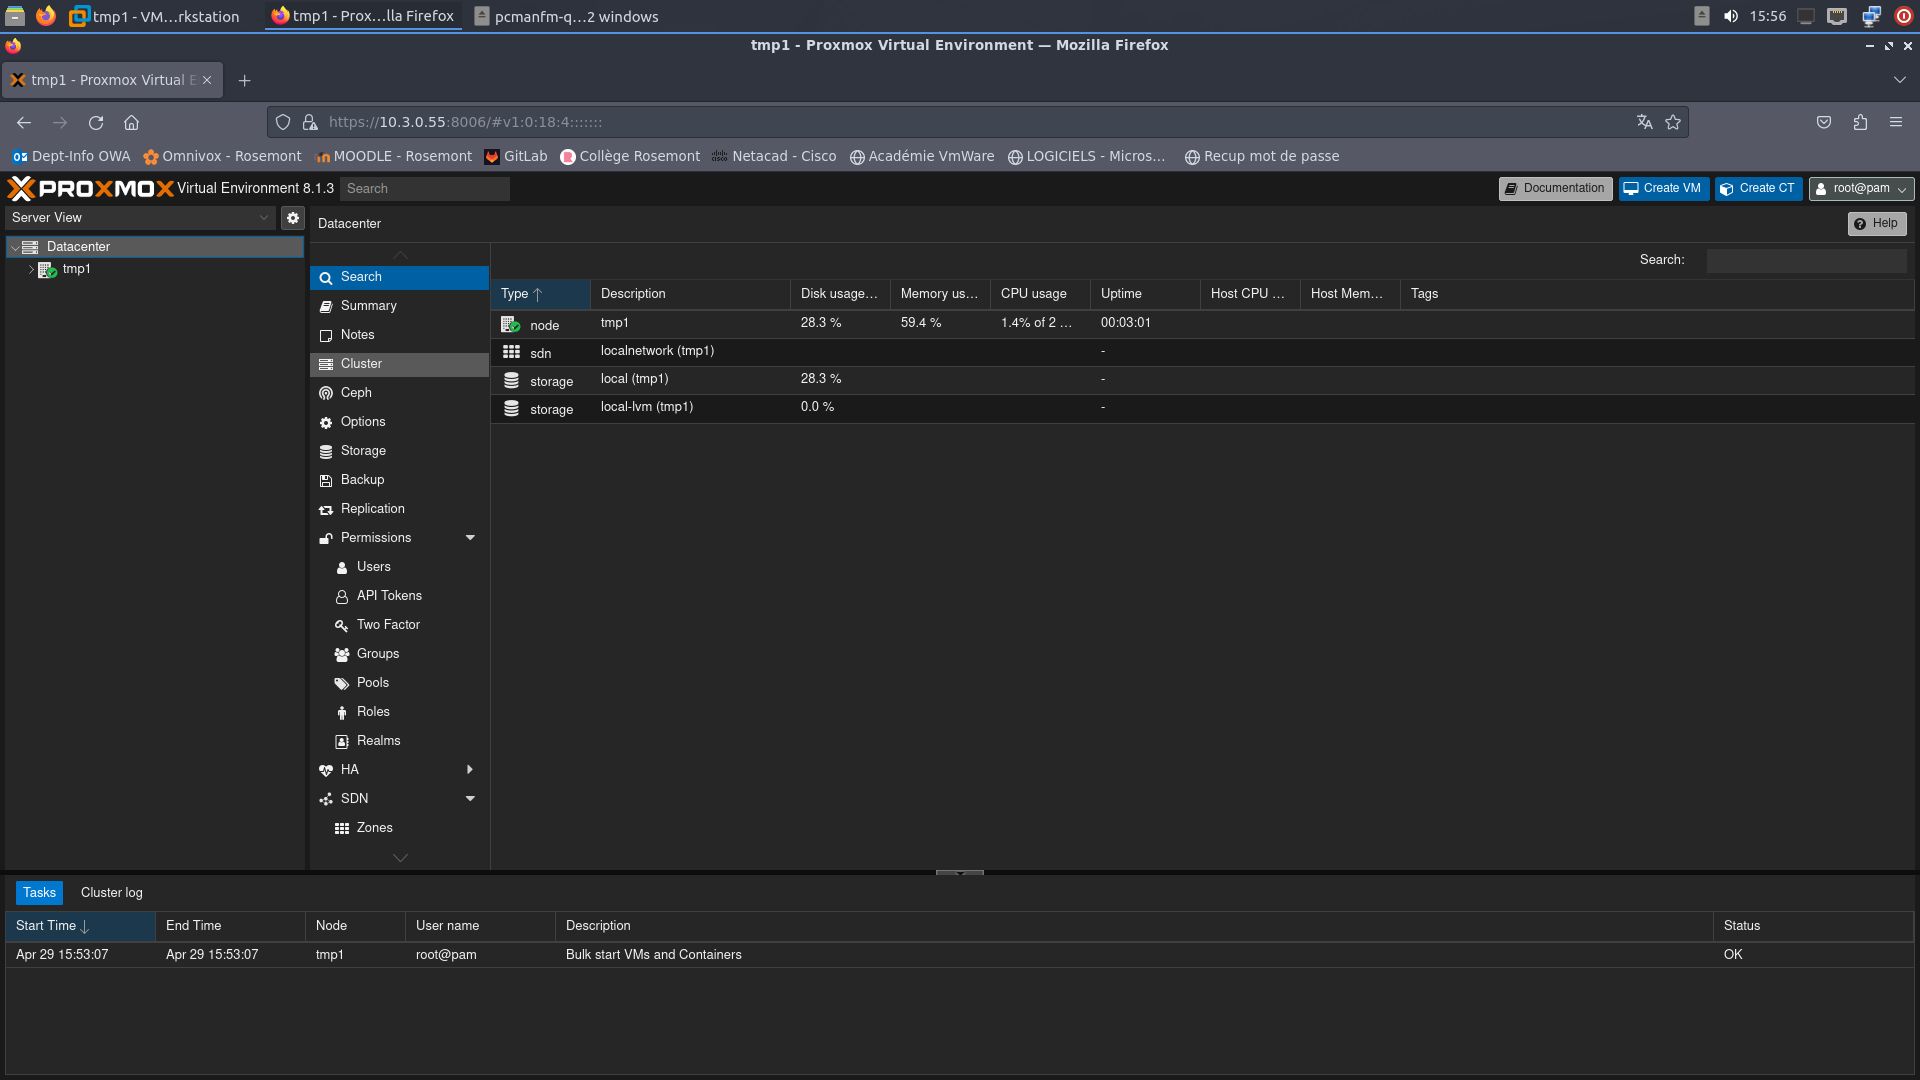 tmp1 - VM...rkstation
tmp1 - Prox...lla Firefox
pcmanfm-q...2 windows
15:56
tmp1 - Proxmox Virtual Environment — Mozilla Firefox
tmp1 - Proxmox Virtual E
https://10.3.0.55:8006/#v1:0:18:4:::::::
Dept-Info OWA
Omnivox - Rosemont
MOODLE - Rosemont
GitLab
Collège Rosemont
Netacad - Cisco
Académie VmWare
LOGICIELS - Micros...
Recup mot de passe
PROXMOX Virtual Environment 8.1.3
Search
Documentation
Create VM
Create CT
root@pam
Server View
Datacenter
Help
Datacenter
tmp1
Search
Summary
Notes
Cluster
Ceph
Options
Storage
Backup
Replication
Permissions
Users
API Tokens
Two Factor
Groups
Pools
Roles
Realms
HA
SDN
Zones
Search:
Type Description Disk usage... Memory us... CPU usage Uptime Host CPU ... Host Mem... Tags
node tmp1 28.3 % 59.4 % 1.4% of 2 ... 00:03:01
sdn localnetwork (tmp1) -
storage local (tmp1) 28.3 % -
storage local-lvm (tmp1) 0.0 % -
Tasks Cluster log
Start Time End Time Node User name Description Status
Apr 29 15:53:07 Apr 29 15:53:07 tmp1 root@pam Bulk start VMs and Containers OK